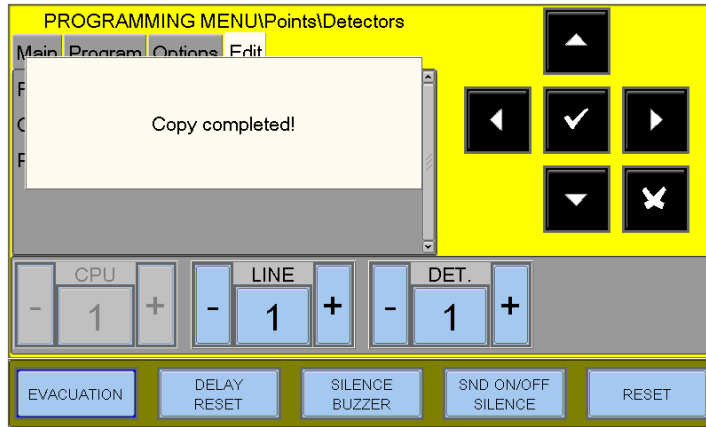 PROGRAMMING MENU\Points\Detectors
Main Program Options Edit
Copy completed!
CPU LINE DET.
- 1 + - 1 + - 1 +
EVACUATION DELAY RESET SILENCE BUZZER SND ON/OFF SILENCE RESET